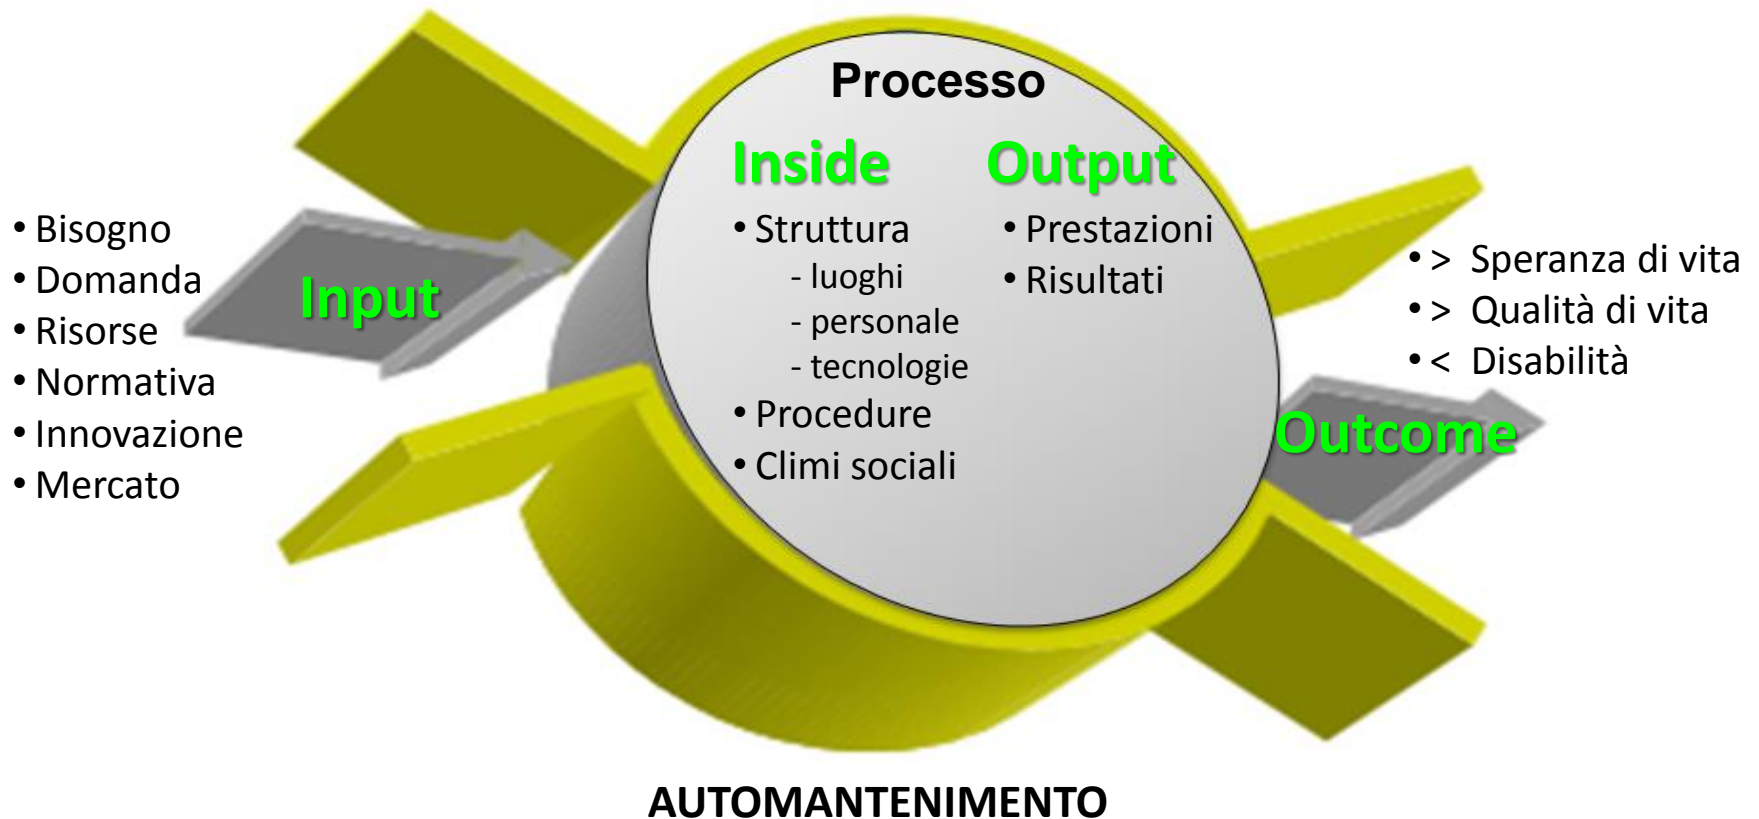 Processo
Inside
• Struttura
- luoghi
- personale
- tecnologie
• Procedure
• Climi sociali
Output
• Prestazioni
• Risultati
Input
• Bisogno
• Domanda
• Risorse
• Normativa
• Innovazione
• Mercato
• > Speranza di vita
• > Qualità di vita
• < Disabilità
Outcome
AUTOMANTENIMENTO